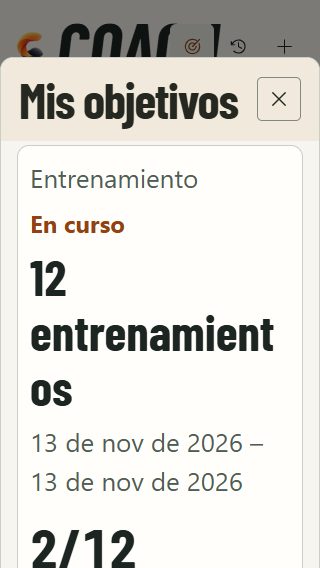 COAC
Mis objetivos
Entrenamiento
En curso
12
entrenamient
os
13 de nov de 2026 –
13 de nov de 2026
2/12